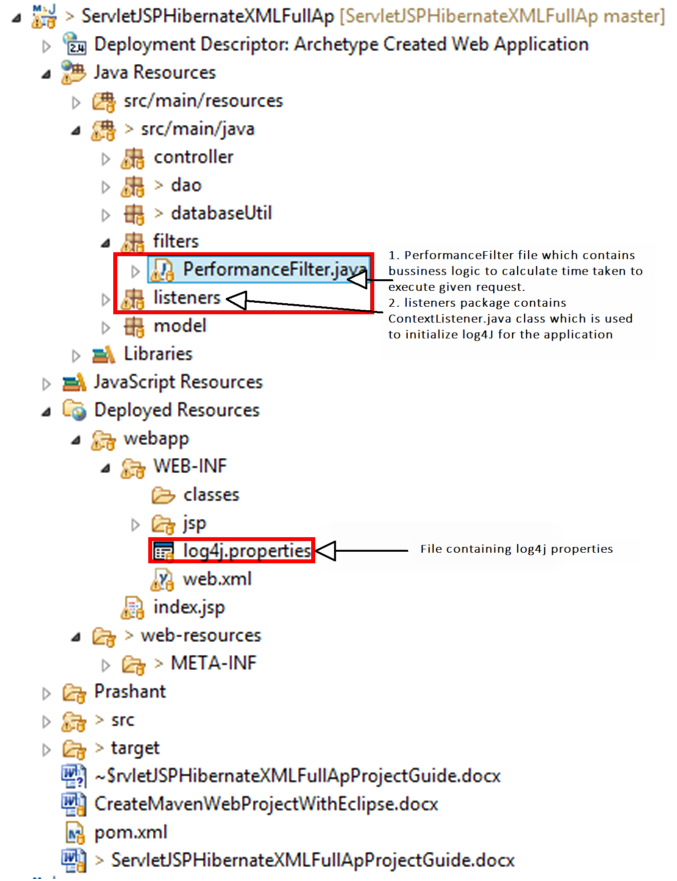 > ServletJSPHibernateXMLFullAp [ServletJSPHibernateXMLFullAp master]
Deployment Descriptor: Archetype Created Web Application
Java Resources
src/main/resources
> src/main/java
controller
> dao
> databaseUtil
filters
PerformanceFilter.java
listeners
model
Libraries
1. PerformanceFilter file which contains
bussiness logic to calculate time taken to
execute given request.
2. listeners package contains
ContextListener.java class which is used
to initialize log4J for the application
JavaScript Resources
Deployed Resources
webapp
WEB-INF
classes
jsp
log4j.properties
File containing log4j properties
web.xml
index.jsp
> web-resources
> META-INF
Prashant
> src
> target
~$rvletJSPHibernateXMLFullApProjectGuide.docx
CreateMavenWebProjectWithEclipse.docx
pom.xml
> ServletJSPHibernateXMLFullApProjectGuide.docx